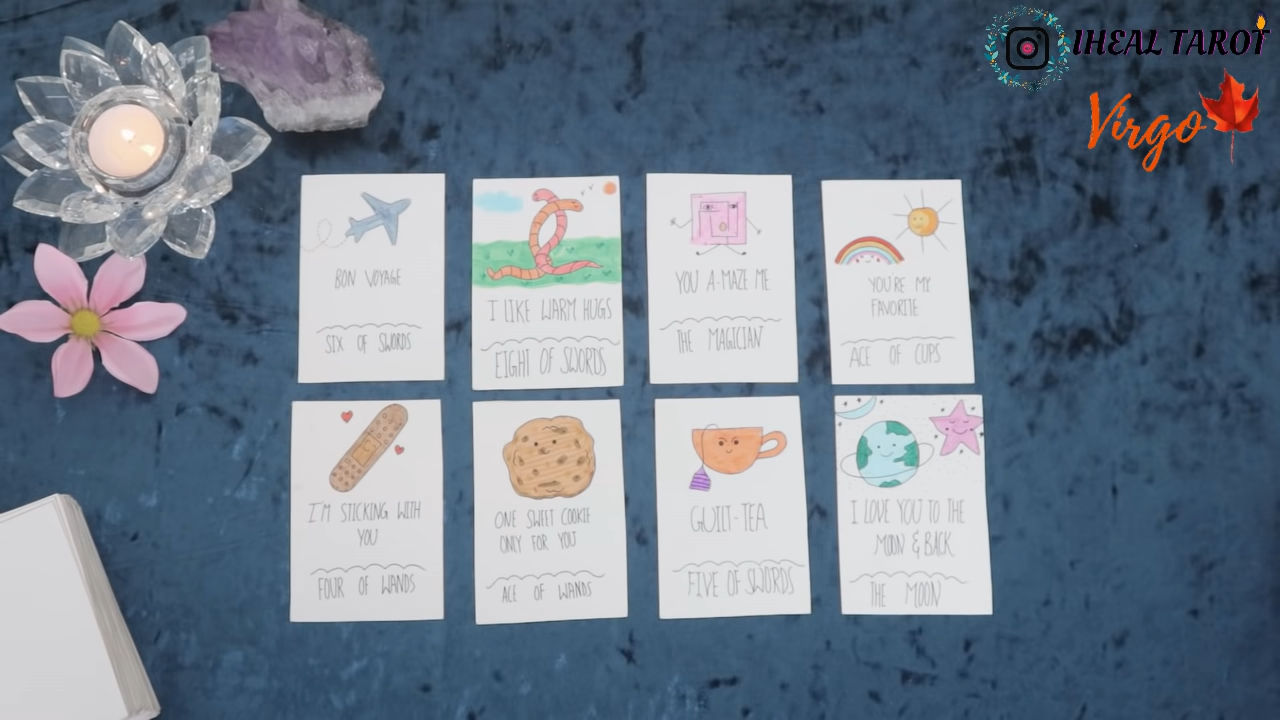 IHEAL TAROT
Virgo
BON VOYAGE
SIX OF SWORDS
I LIKE WARM HUGS
EIGHT OF SWORDS
YOU A-MAZE ME
THE MAGICIAN
YOU'RE MY
FAVORITE
ACE OF CUPS
I'M STICKING WITH
YOU
FOUR OF WANDS
ONE SWEET COOKIE
ONLY FOR YOU
ACE OF WANDS
GUILT-TEA
FIVE OF SWORDS
I LOVE YOU TO THE
MOON & BACK
THE MOON